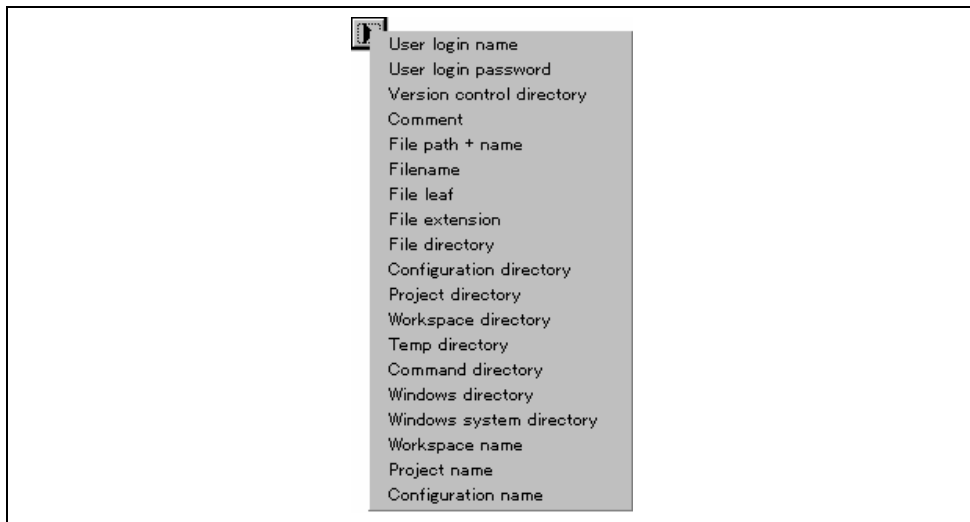 User login name
User login password
Version control directory
Comment
File path + name
Filename
File leaf
File extension
File directory
Configuration directory
Project directory
Workspace directory
Temp directory
Command directory
Windows directory
Windows system directory
Workspace name
Project name
Configuration name